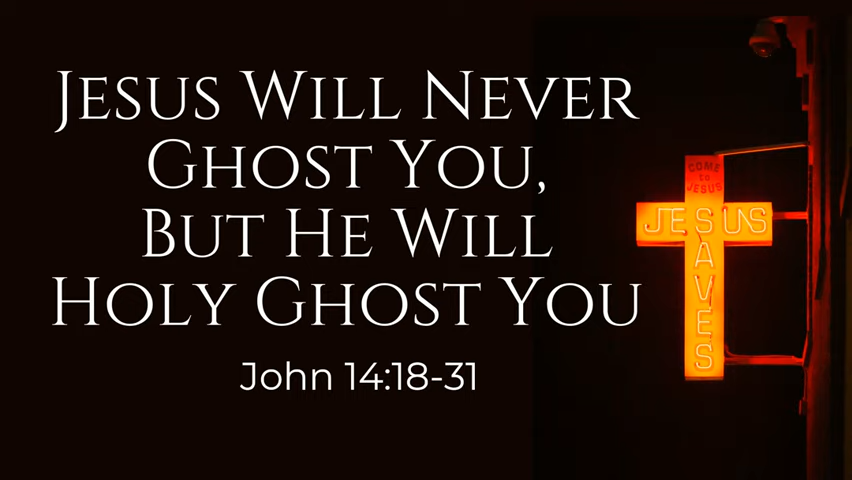 Jesus Will Never
Ghost You,
But He Will
Holy Ghost You
John 14:18-31
COME
to
JESUS
JESUS
SAVES